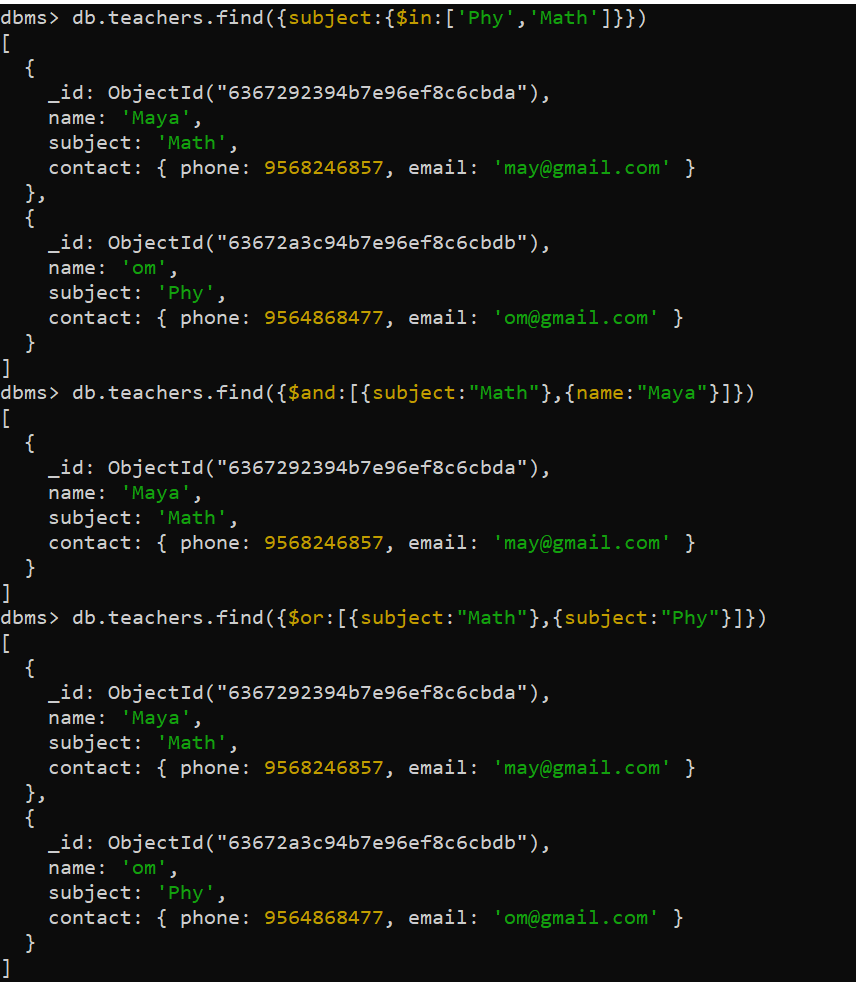 dbms> db.teachers.find({subject:{$in:['Phy','Math']}})
[
  {
    _id: ObjectId("6367292394b7e96ef8c6cbda"),
    name: 'Maya',
    subject: 'Math',
    contact: { phone: 9568246857, email: 'may@gmail.com' }
  },
  {
    _id: ObjectId("63672a3c94b7e96ef8c6cbdb"),
    name: 'om',
    subject: 'Phy',
    contact: { phone: 9564868477, email: 'om@gmail.com' }
  }
]
dbms> db.teachers.find({$and:[{subject:"Math"},{name:"Maya"}]})
[
  {
    _id: ObjectId("6367292394b7e96ef8c6cbda"),
    name: 'Maya',
    subject: 'Math',
    contact: { phone: 9568246857, email: 'may@gmail.com' }
  }
]
dbms> db.teachers.find({$or:[{subject:"Math"},{subject:"Phy"}]})
[
  {
    _id: ObjectId("6367292394b7e96ef8c6cbda"),
    name: 'Maya',
    subject: 'Math',
    contact: { phone: 9568246857, email: 'may@gmail.com' }
  },
  {
    _id: ObjectId("63672a3c94b7e96ef8c6cbdb"),
    name: 'om',
    subject: 'Phy',
    contact: { phone: 9564868477, email: 'om@gmail.com' }
  }
]